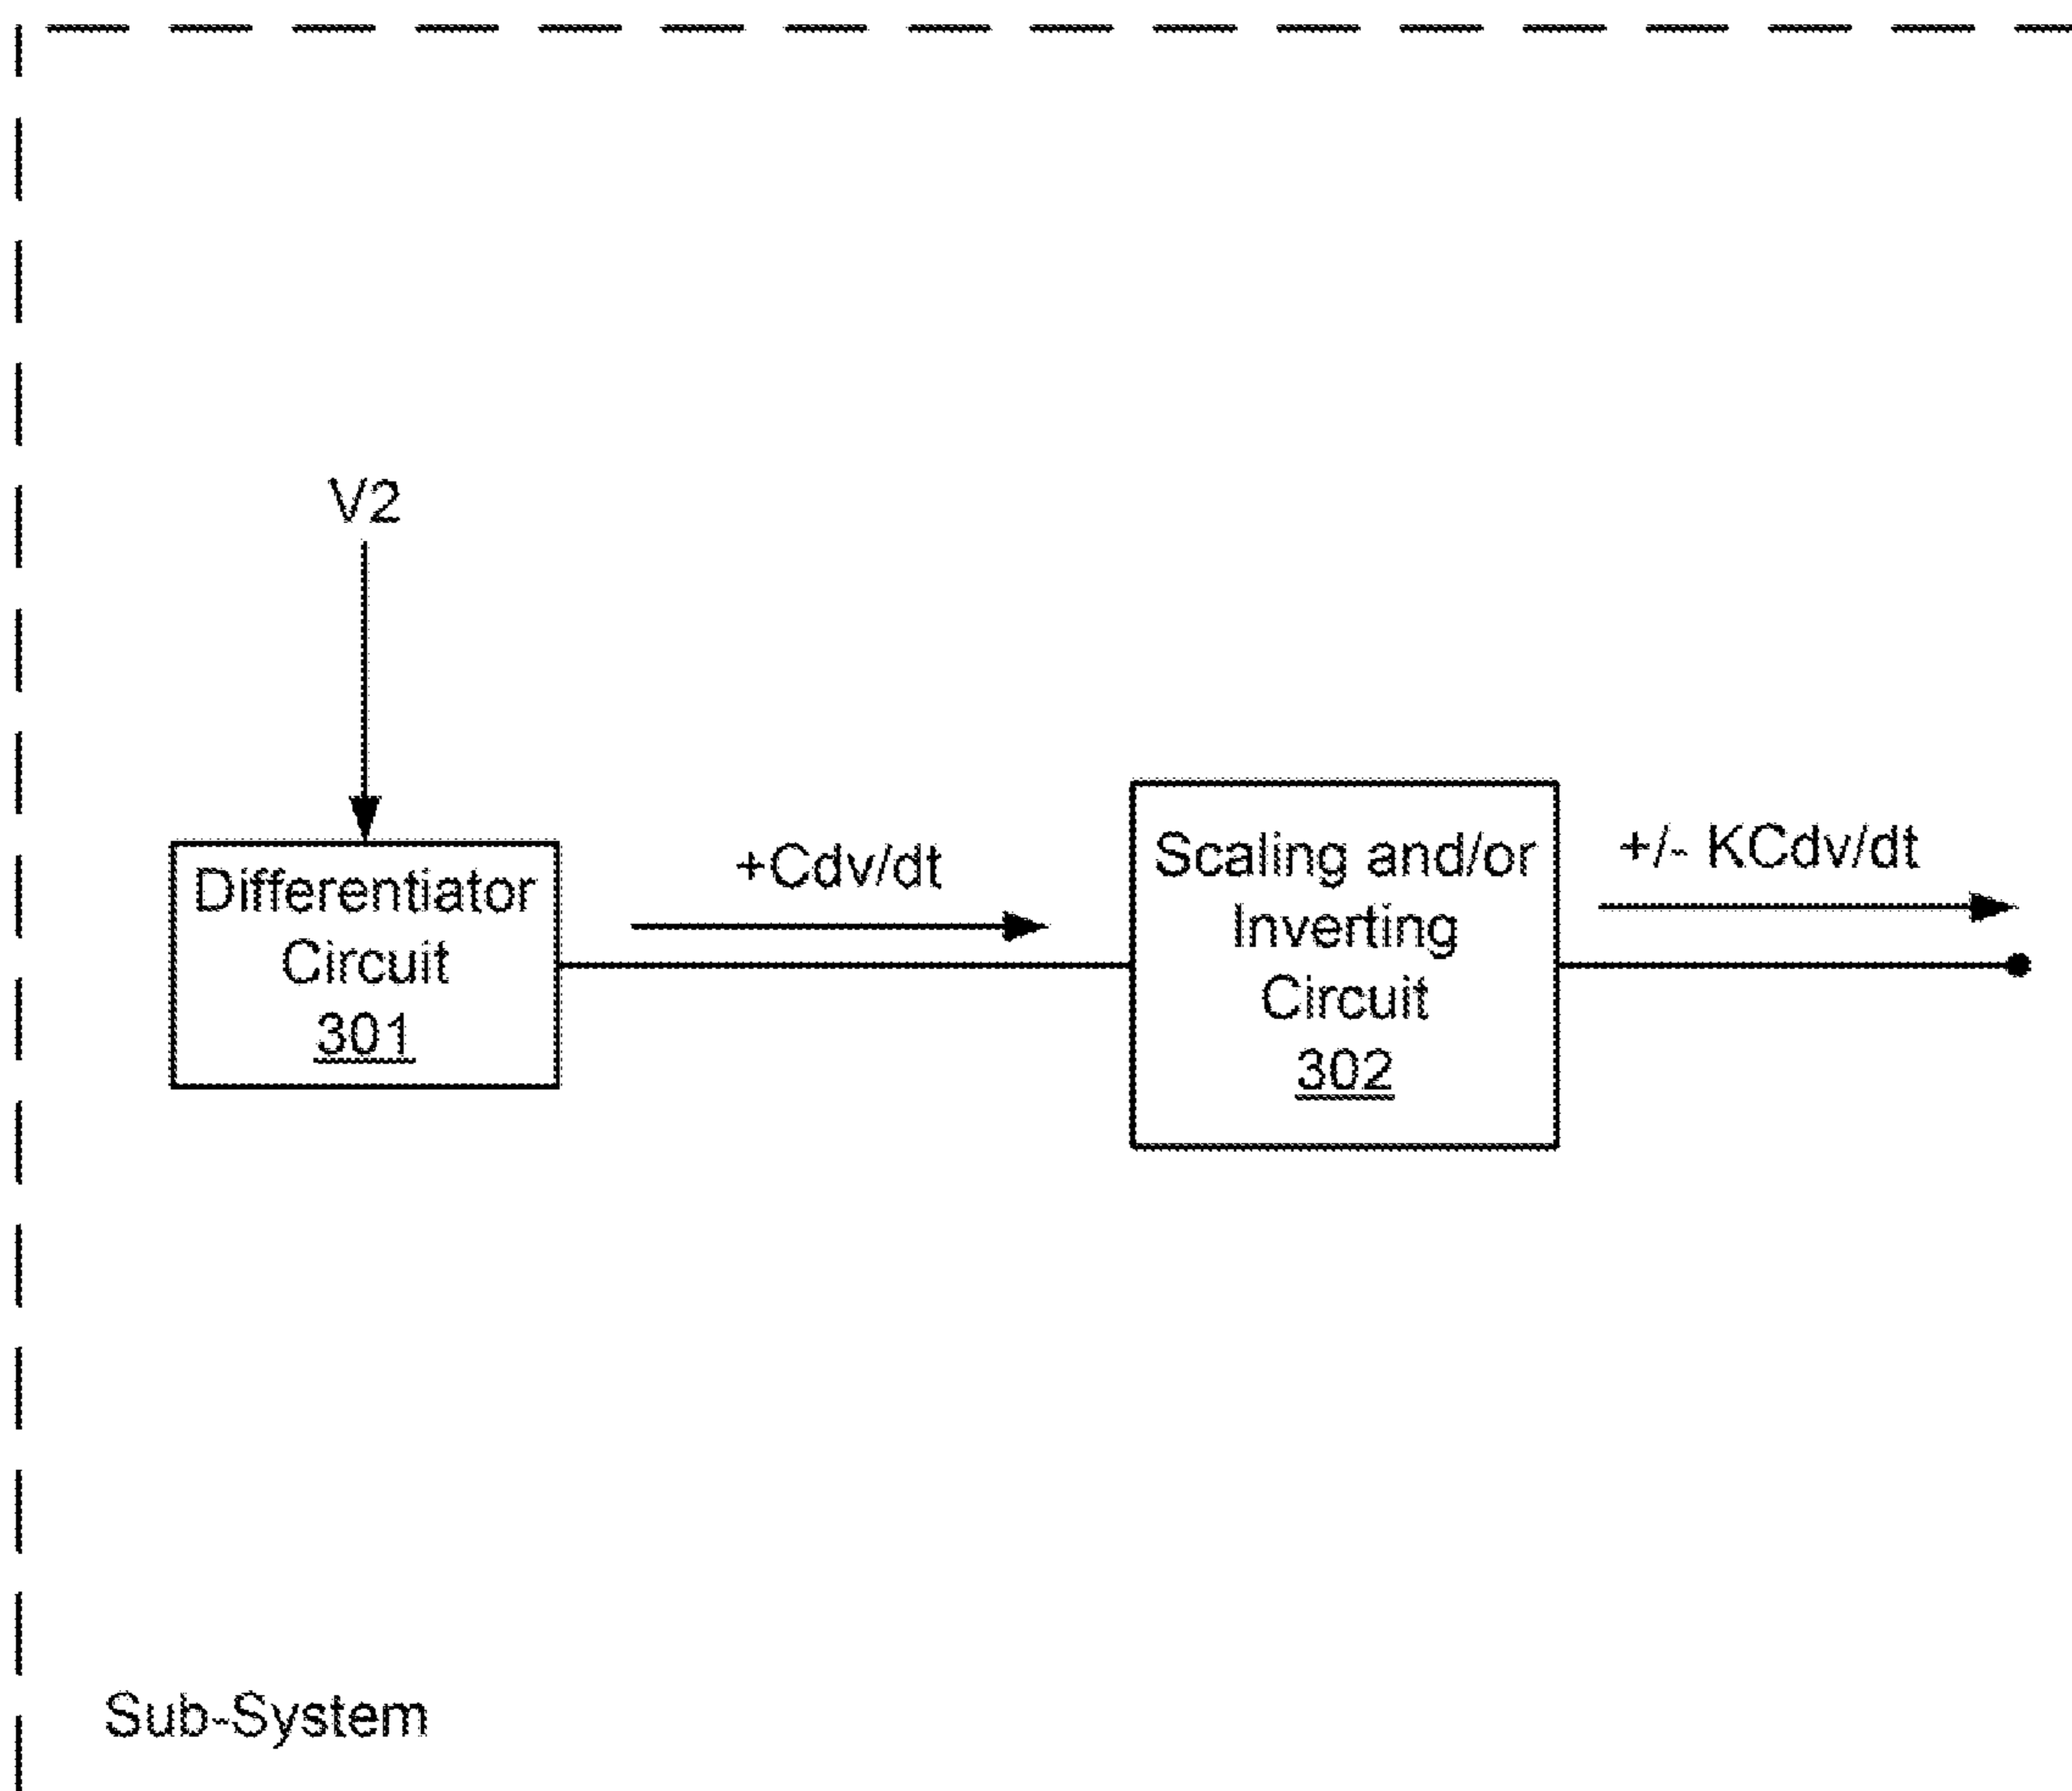 V2
Differentiator
Circuit
301
+Cdv/dt
Scaling and/or
Inverting
Circuit
302
+/- KCdv/dt
Sub-System